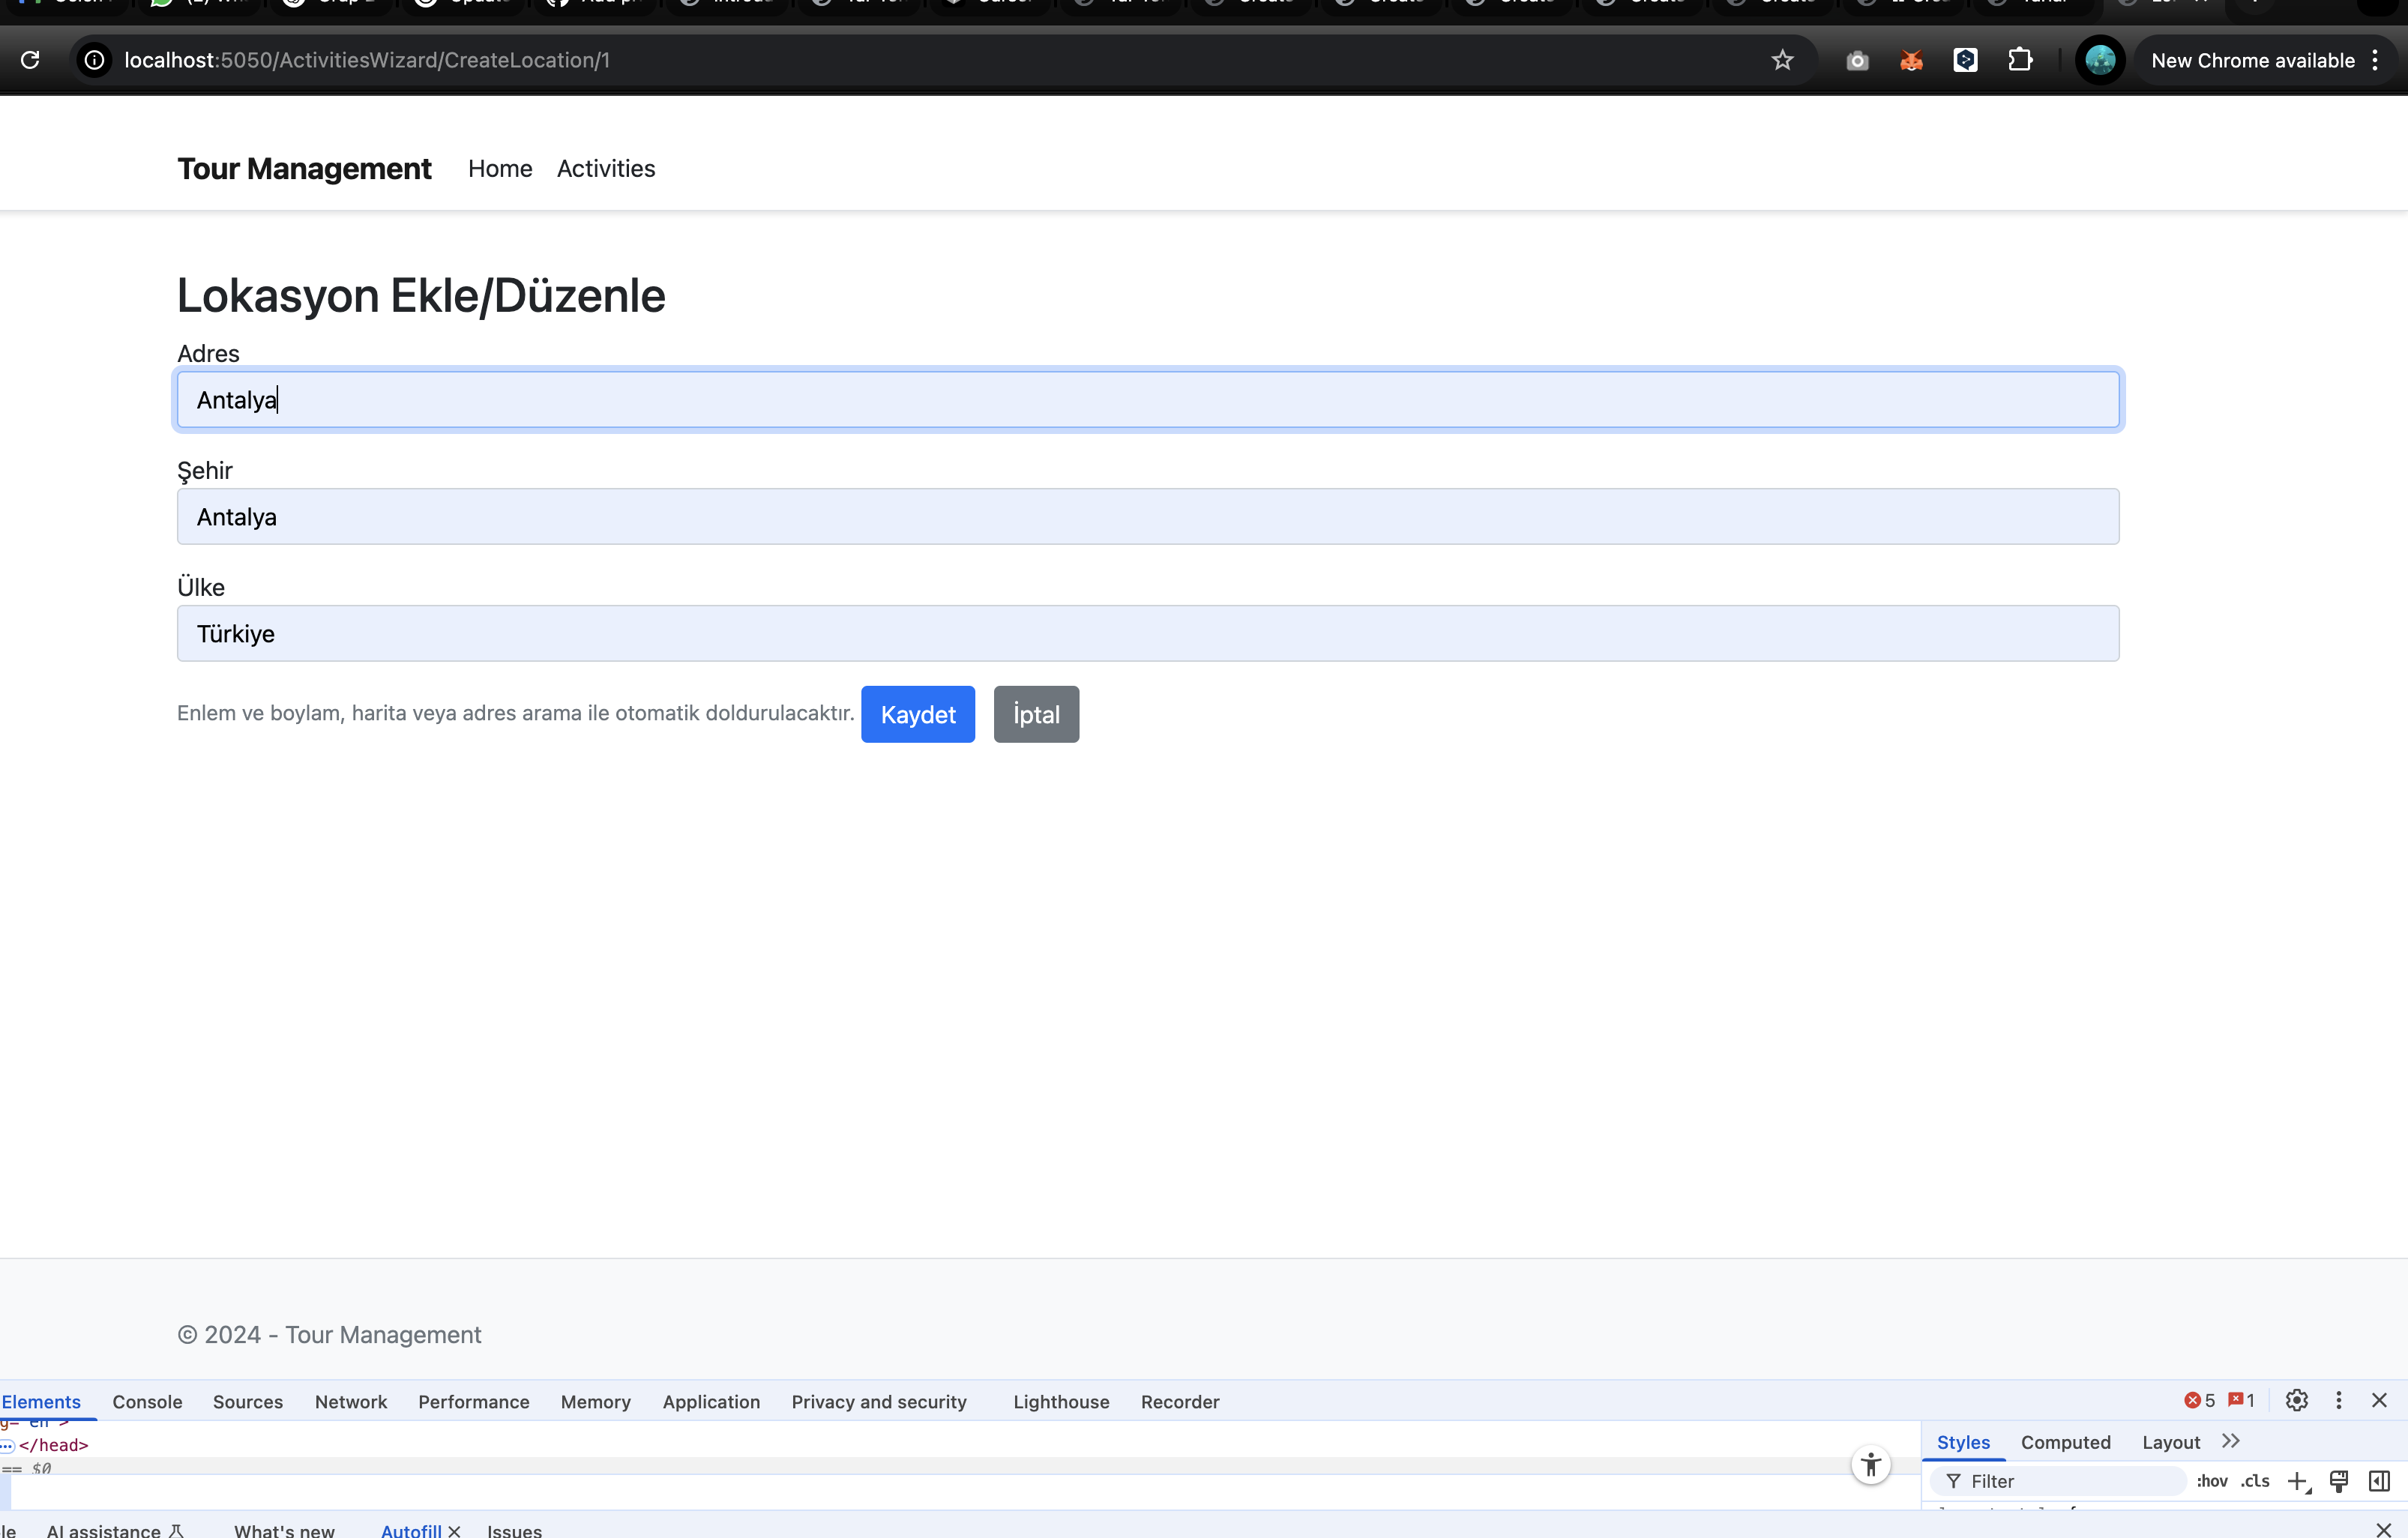 localhost:5050/ActivitiesWizard/CreateLocation/1
New Chrome available
Tour Management Home Activities
Lokasyon Ekle/Düzenle
Adres
Antalya
Şehir
Antalya
Ülke
Türkiye
Enlem ve boylam, harita veya adres arama ile otomatik doldurulacaktır. Kaydet İptal
© 2024 - Tour Management
Elements Console Sources Network Performance Memory Application Privacy and security Lighthouse Recorder 5 1
</head>
== $0
Styles Computed Layout
Filter :hov .cls
AI assistance What's new Autofill Issues